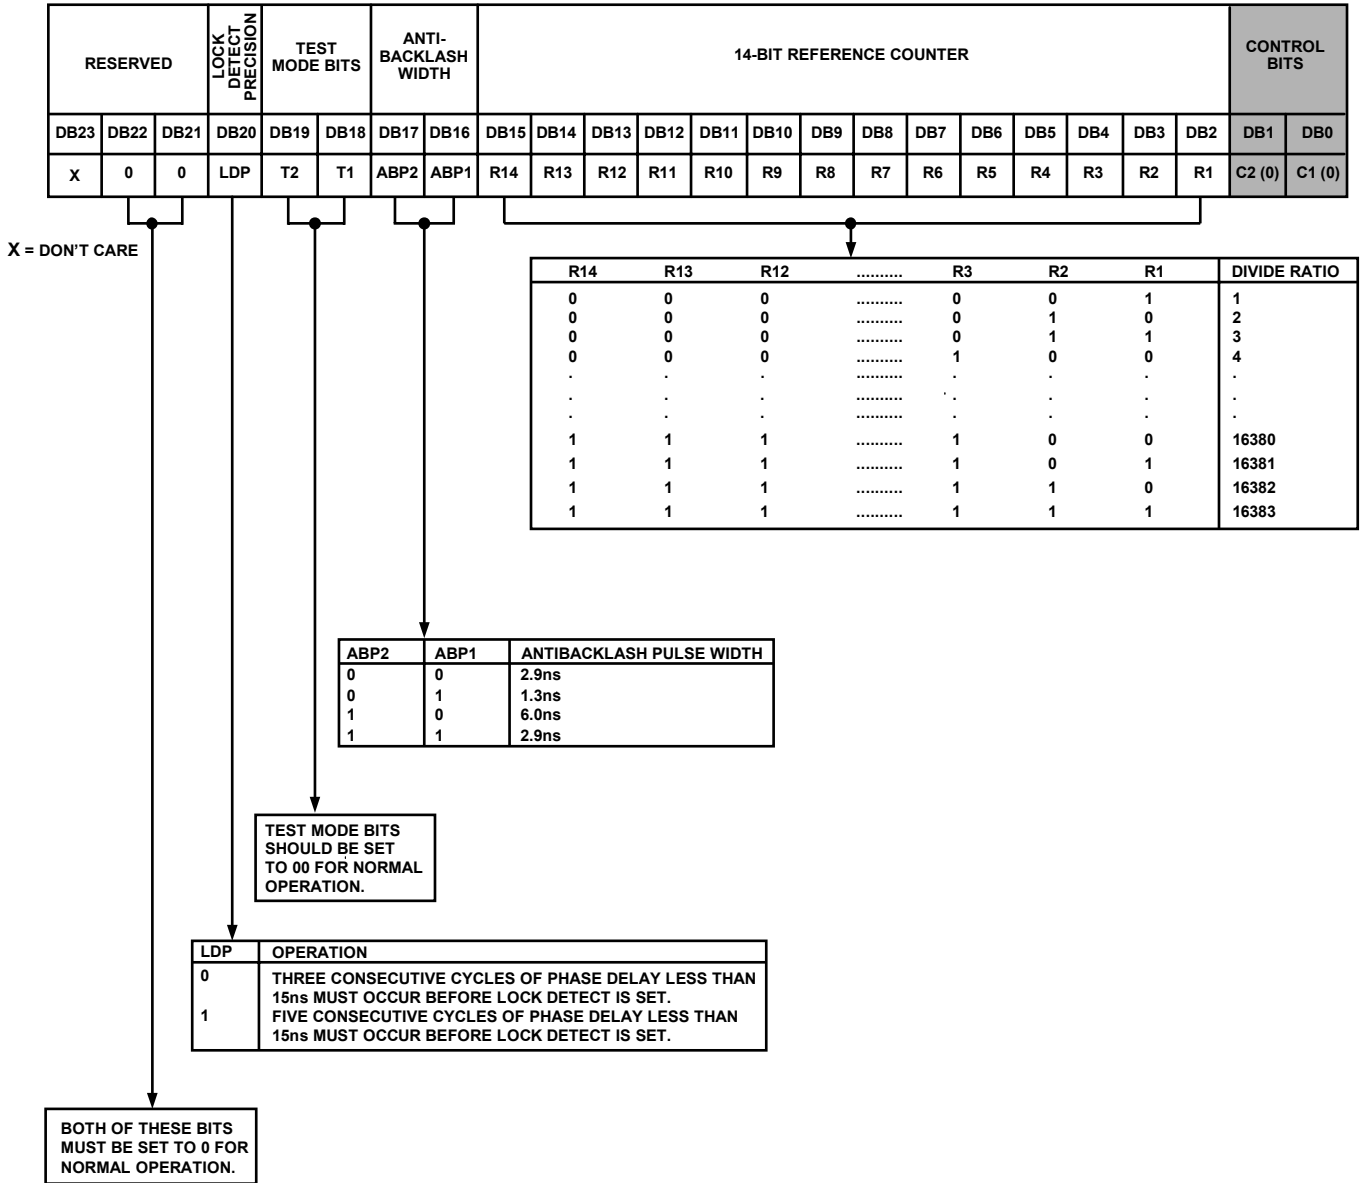 RESERVED
LOCK DETECT PRECISION
TEST MODE BITS
ANTI-BACKLASH WIDTH
14-BIT REFERENCE COUNTER
CONTROL BITS
DB23 DB22 DB21 DB20 DB19 DB18 DB17 DB16 DB15 DB14 DB13 DB12 DB11 DB10 DB9 DB8 DB7 DB6 DB5 DB4 DB3 DB2 DB1 DB0
X 0 0 LDP T2 T1 ABP2 ABP1 R14 R13 R12 R11 R10 R9 R8 R7 R6 R5 R4 R3 R2 R1 C2 (0) C1 (0)
X = DON'T CARE
R14 R13 R12 .......... R3 R2 R1 DIVIDE RATIO
0 0 0 .......... 0 0 1 1
0 0 0 .......... 0 1 0 2
0 0 0 .......... 0 1 1 3
0 0 0 .......... 1 0 0 4
. . . .......... . . . .
. . . .......... . . . .
. . . .......... . . . .
1 1 1 .......... 1 0 0 16380
1 1 1 .......... 1 0 1 16381
1 1 1 .......... 1 1 0 16382
1 1 1 .......... 1 1 1 16383
ABP2 ABP1 ANTIBACKLASH PULSE WIDTH
0 0 2.9ns
0 1 1.3ns
1 0 6.0ns
1 1 2.9ns
TEST MODE BITS
SHOULD BE SET
TO 00 FOR NORMAL
OPERATION.
LDP OPERATION
0 THREE CONSECUTIVE CYCLES OF PHASE DELAY LESS THAN
15ns MUST OCCUR BEFORE LOCK DETECT IS SET.
1 FIVE CONSECUTIVE CYCLES OF PHASE DELAY LESS THAN
15ns MUST OCCUR BEFORE LOCK DETECT IS SET.
BOTH OF THESE BITS
MUST BE SET TO 0 FOR
NORMAL OPERATION.